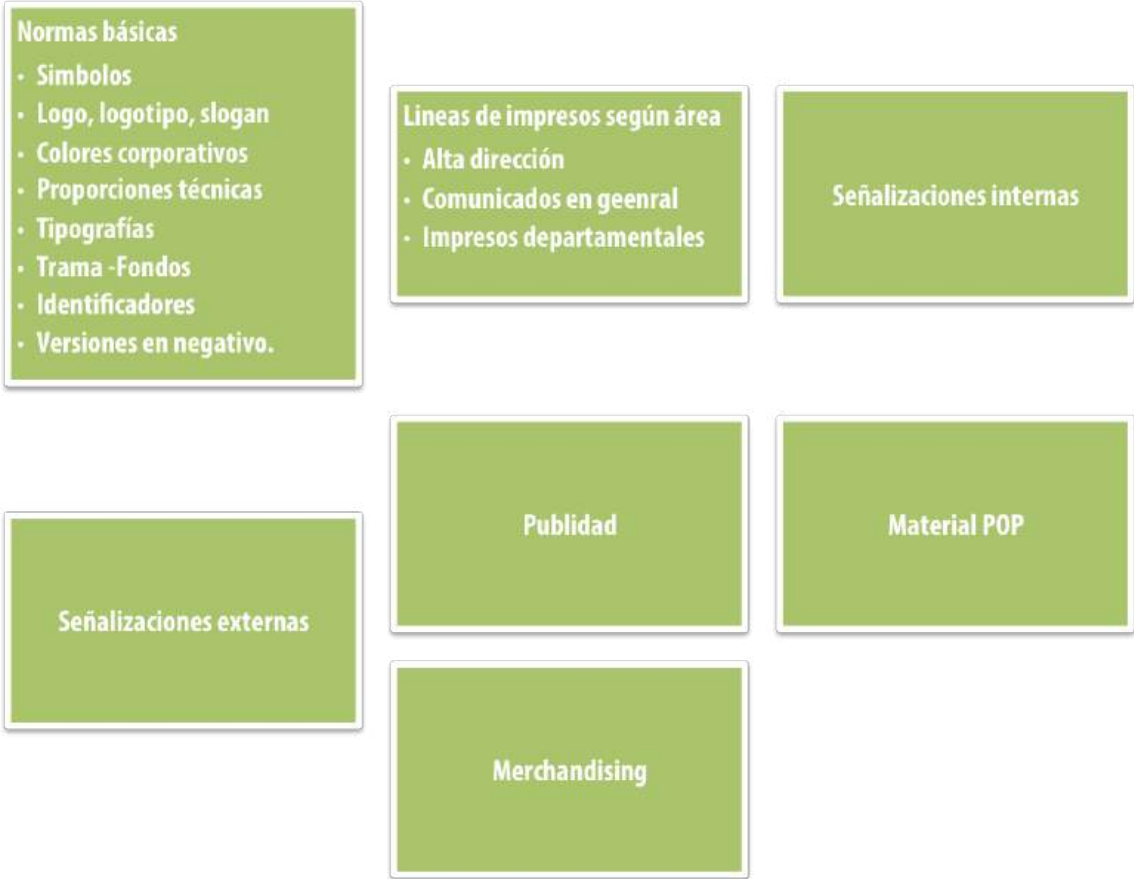 Normas básicas
• Simbolos
• Logo, logotipo, slogan
• Colores corporativos
• Proporciones técnicas
• Tipografías
• Trama -Fondos
• Identificadores
• Versiones en negativo.
Lineas de impresos según área
• Alta dirección
• Comunicados en geenral
• Impresos departamentales
Señalizaciones internas
Señalizaciones externas
Publidad
Material POP
Merchandising